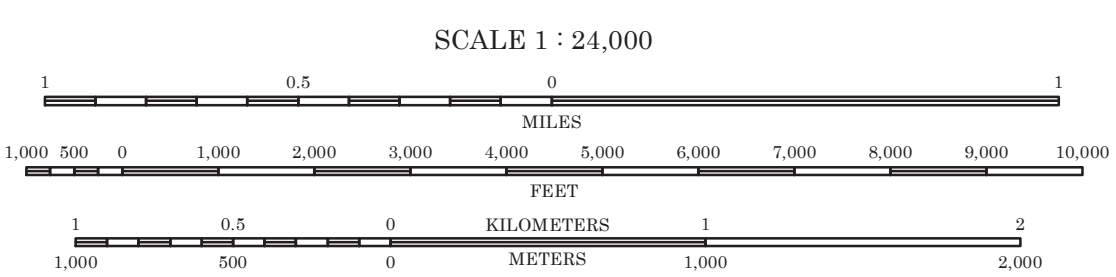 SCALE 1 : 24,000
1 0.5 0 1
MILES
1,000 500 0 1,000 2,000 3,000 4,000 5,000 6,000 7,000 8,000 9,000 10,000
FEET
1 0.5 0 KILOMETERS 1 2
1,000 500 0 METERS 1,000 2,000